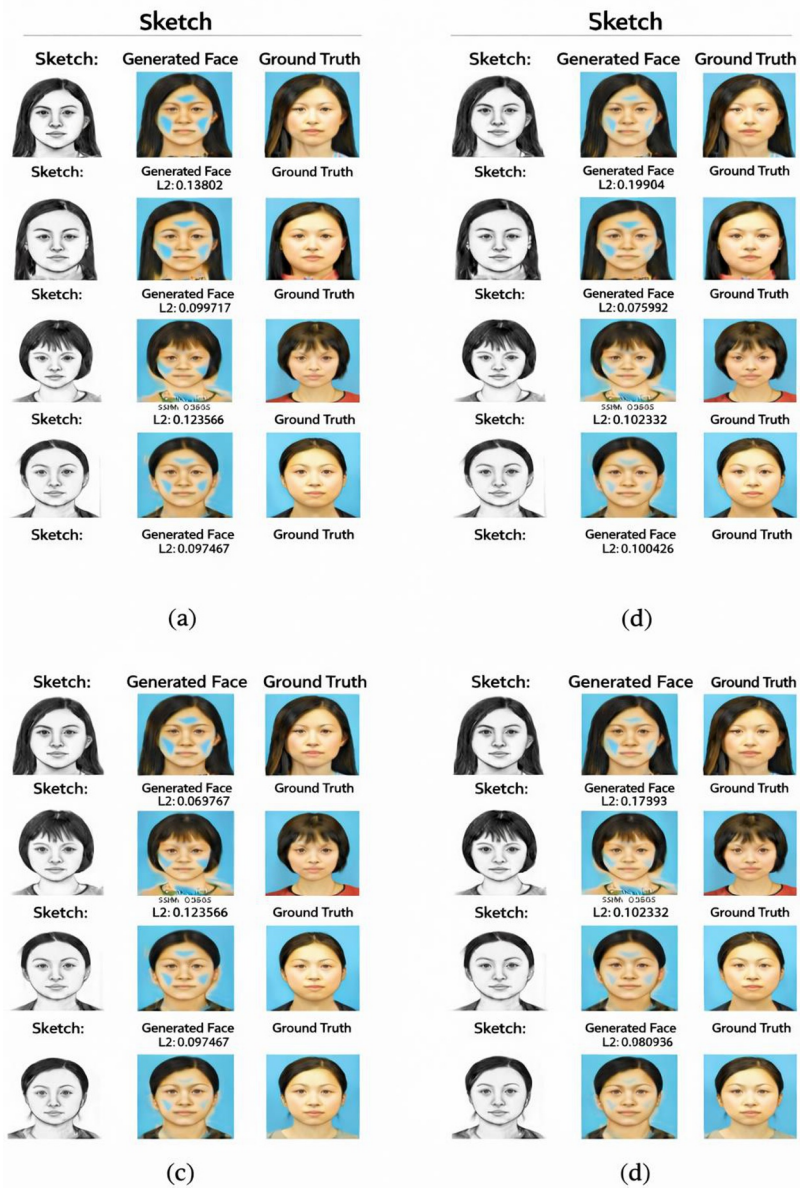 Sketch
Sketch: Generated Face Ground Truth
Sketch: Generated Face Ground Truth
L2: 0.13802
Sketch: Generated Face Ground Truth
L2: 0.099717
SSIM:
Sketch: L2: 0.123566 Ground Truth
Sketch: Generated Face Ground Truth
L2: 0.097467
(a)
Sketch
Sketch: Generated Face Ground Truth
Sketch: Generated Face Ground Truth
L2: 0.19904
Sketch: Generated Face Ground Truth
L2: 0.075992
SSIM:
Sketch: L2: 0.102332 Ground Truth
Sketch: Generated Face Ground Truth
L2: 0.100426
(d)
Sketch: Generated Face Ground Truth
Sketch: Generated Face Ground Truth
L2: 0.069767
SSIM:
Sketch: L2: 0.123566 Ground Truth
Sketch: Generated Face Ground Truth
L2: 0.097467
(c)
Sketch: Generated Face Ground Truth
Sketch: Generated Face Ground Truth
L2: 0.17993
SSIM:
Sketch: L2: 0.102332 Ground Truth
Sketch: Generated Face Ground Truth
L2: 0.080936
(d)